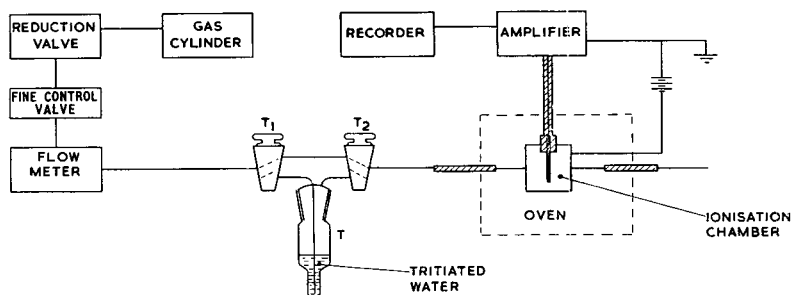 REDUCTION
VALVE
GAS
CYLINDER
RECORDER
AMPLIFIER
FINE CONTROL
VALVE
FLOW
METER
T1
T2
T
TRITIATED
WATER
OVEN
IONISATION
CHAMBER